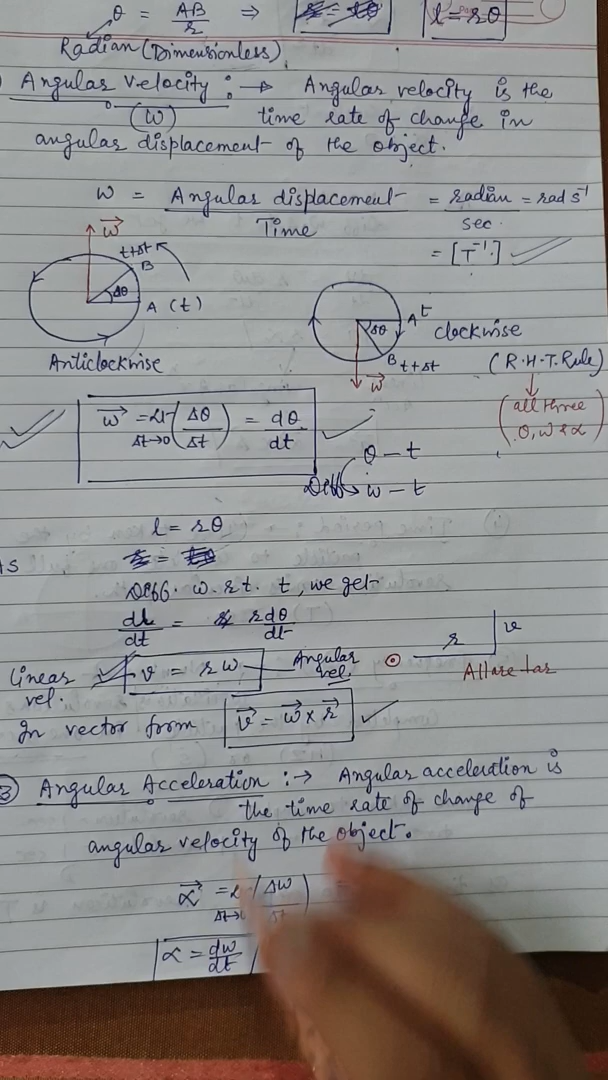 θ = AB/r ⇒ l = rθ
Radian (Dimensionless)
Angular Velocity :→ Angular velocity is the
(ω) time rate of change in
angular displacement of the object.
ω = Angular displacement / Time = radian / sec = rad s⁻¹
= [T⁻¹]
ω⃗
t+Δt
B
Δθ
A (t)
Anticlockwise
A t
Δθ
B t+Δt
ω⃗
clockwise
(R.H.T. Rule)
(all three
θ, ω & α)
ω⃗ = Lt Δt→0 (Δθ/Δt) = dθ/dt
θ - t
Diff → ω - t
l = rθ
As
Diff. w.r.t. t, we get
dl/dt = r dθ/dt
Linear vel. v = rω Angular vel.
r
v
All are ⊥ar
In vector from v⃗ = ω⃗ × r⃗
3 Angular Acceleration :→ Angular acceleration is
the time rate of change of
angular velocity of the object.
α⃗ = Δω
Δt→0
α = dω/dt